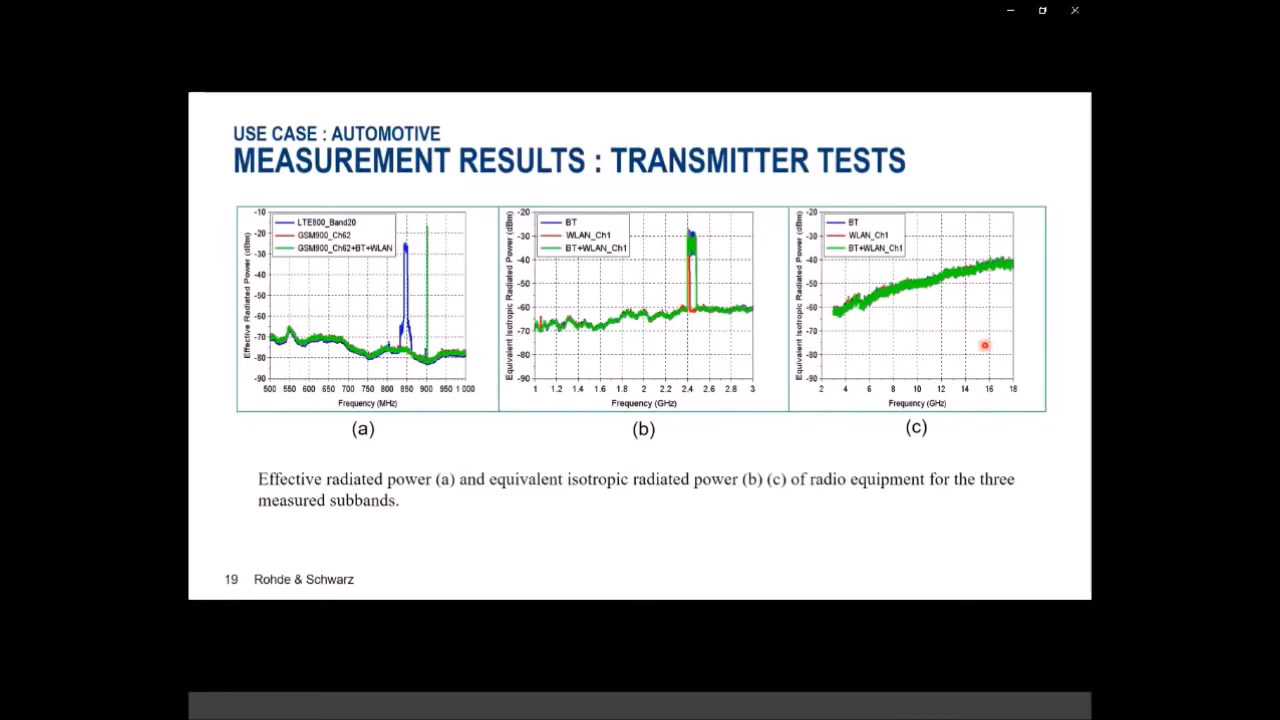 USE CASE : AUTOMOTIVE
MEASUREMENT RESULTS : TRANSMITTER TESTS
Effective Radiated Power (dBm)
-10
-20
-30
-40
-50
-60
-70
-80
-90
LTE800_Band20
GSM900_Ch62
GSM900_Ch62+BT+WLAN
500 550 600 650 700 750 800 850 900 950 1 000
Frequency (MHz)
(a)
Equivalent Isotropic Radiated Power (dBm)
-20
-30
-40
-50
-60
-70
-80
-90
BT
WLAN_Ch1
BT+WLAN_Ch1
1 1.2 1.4 1.6 1.8 2 2.2 2.4 2.6 2.8 3
Frequency (GHz)
(b)
Equivalent Isotropic Radiated Power (dBm)
-20
-30
-40
-50
-60
-70
-80
-90
BT
WLAN_Ch1
BT+WLAN_Ch1
2 4 6 8 10 12 14 16 18
Frequency (GHz)
(c)
Effective radiated power (a) and equivalent isotropic radiated power (b) (c) of radio equipment for the three
measured subbands.
19 Rohde & Schwarz